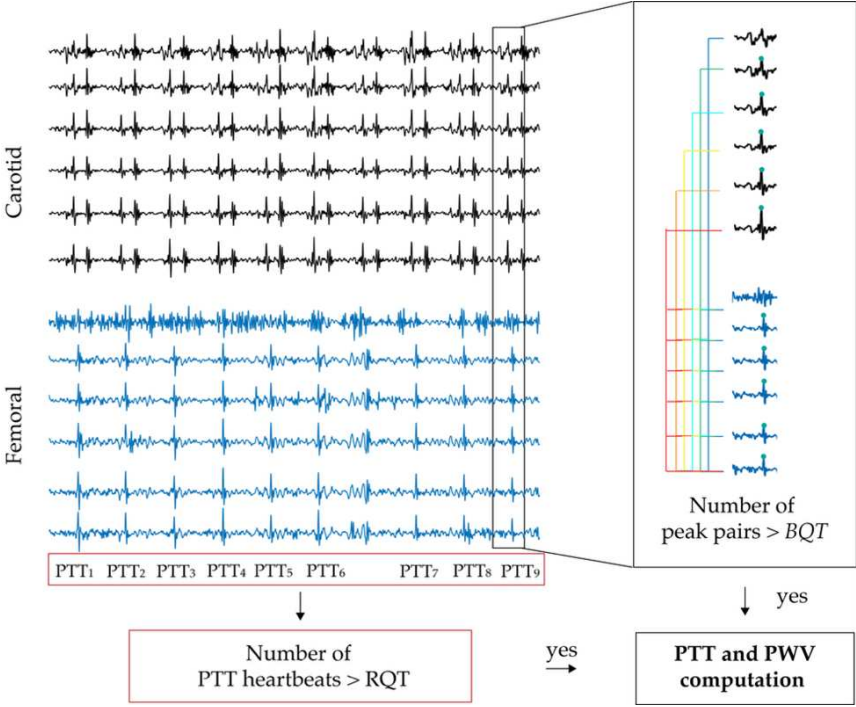 Carotid
Femoral
PTT₁ PTT₂ PTT₃ PTT₄ PTT₅ PTT₆ PTT₇ PTT₈ PTT₉
Number of
peak pairs > BQT
yes
Number of
PTT heartbeats > RQT
yes
PTT and PWV
computation